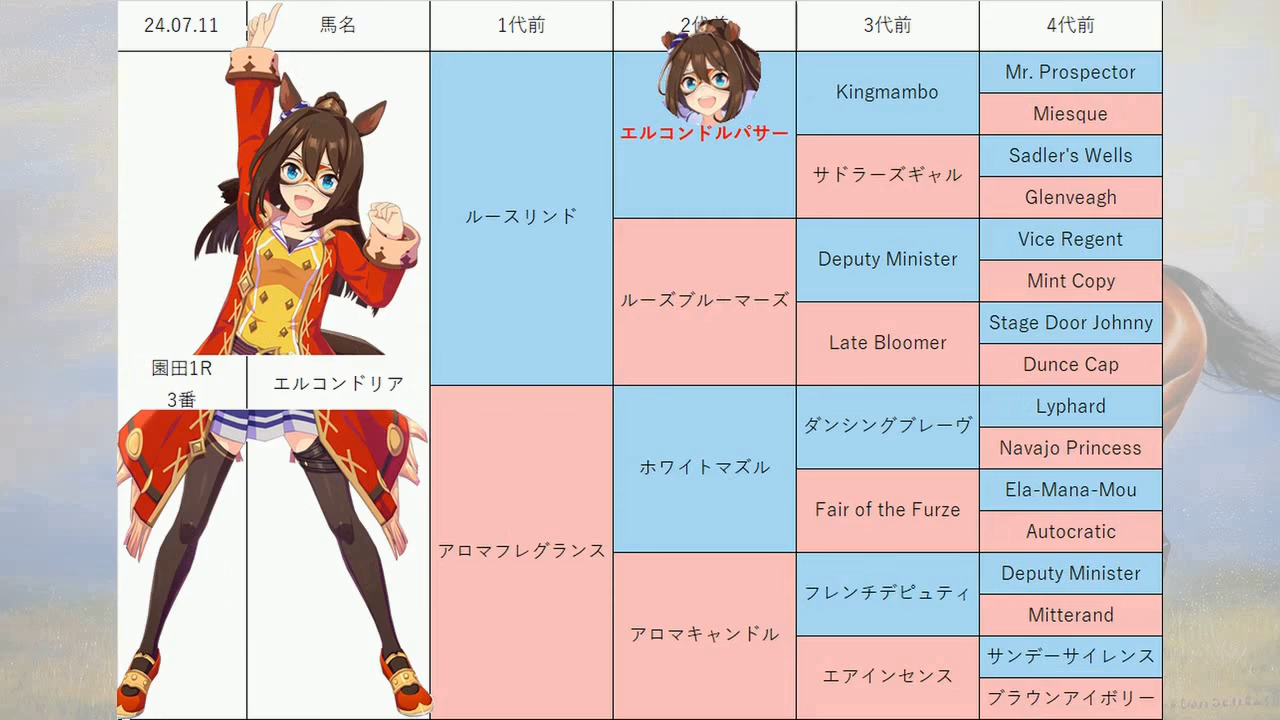 24.07.11
馬名
1代前
2代前
3代前
4代前
園田1R
3番
エルコンドリア
ルースリンド
アロマフレグランス
エルコンドルパサー
ルーズブルーマーズ
ホワイトマズル
アロマキャンドル
Kingmambo
サドラーズギャル
Deputy Minister
Late Bloomer
ダンシングブレーヴ
Fair of the Furze
フレンチデピュティ
エアインセンス
Mr. Prospector
Miesque
Sadler's Wells
Glenveagh
Vice Regent
Mint Copy
Stage Door Johnny
Dunce Cap
Lyphard
Navajo Princess
Ela-Mana-Mou
Autocratic
Deputy Minister
Mitterand
サンデーサイレンス
ブラウンアイボリー